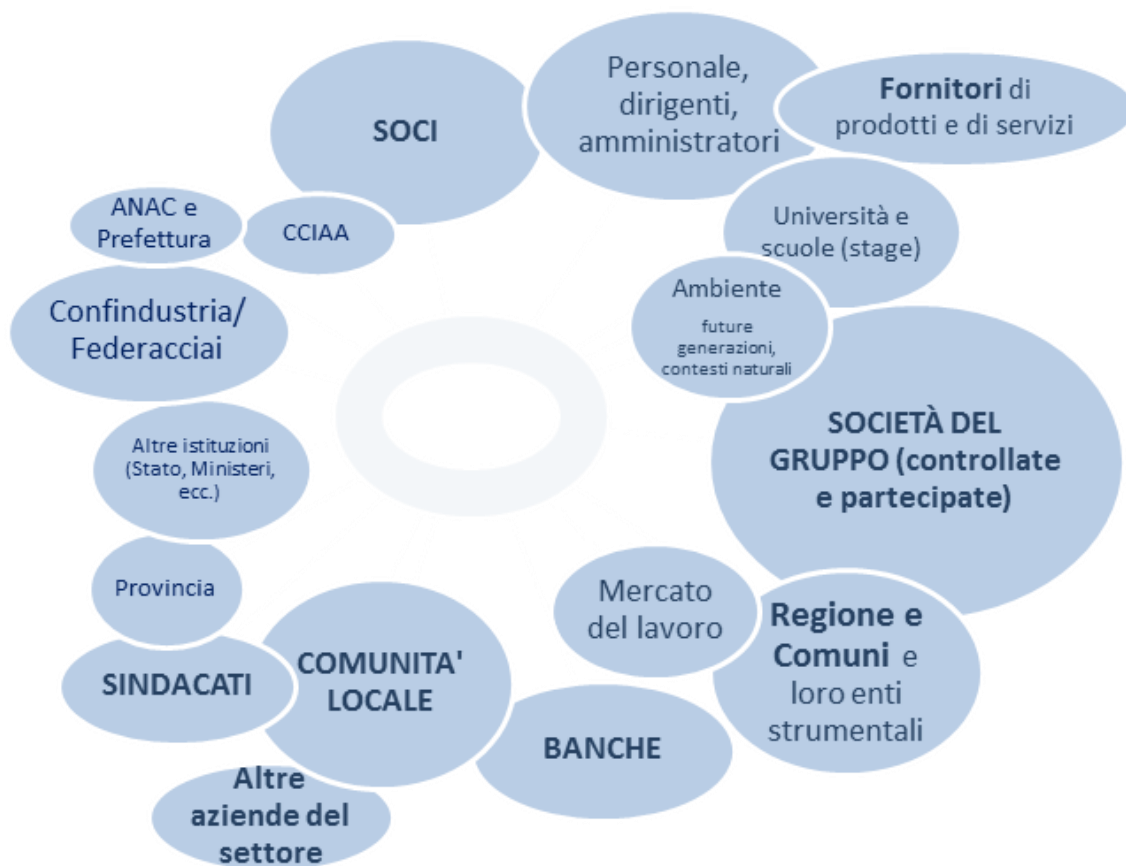 SOCI
Personale,
dirigenti,
amministratori
Fornitori di
prodotti e di servizi
Università e
scuole (stage)
Ambiente
future
generazioni,
contesti naturali
SOCIETÀ DEL
GRUPPO (controllate
e partecipate)
Regione e
Comuni e
loro enti
strumentali
Mercato
del lavoro
BANCHE
COMUNITA'
LOCALE
Altre
aziende del
settore
SINDACATI
Provincia
Altre istituzioni
(Stato, Ministeri,
ecc.)
Confindustria/
Federacciai
ANAC e
Prefettura
CCIAA